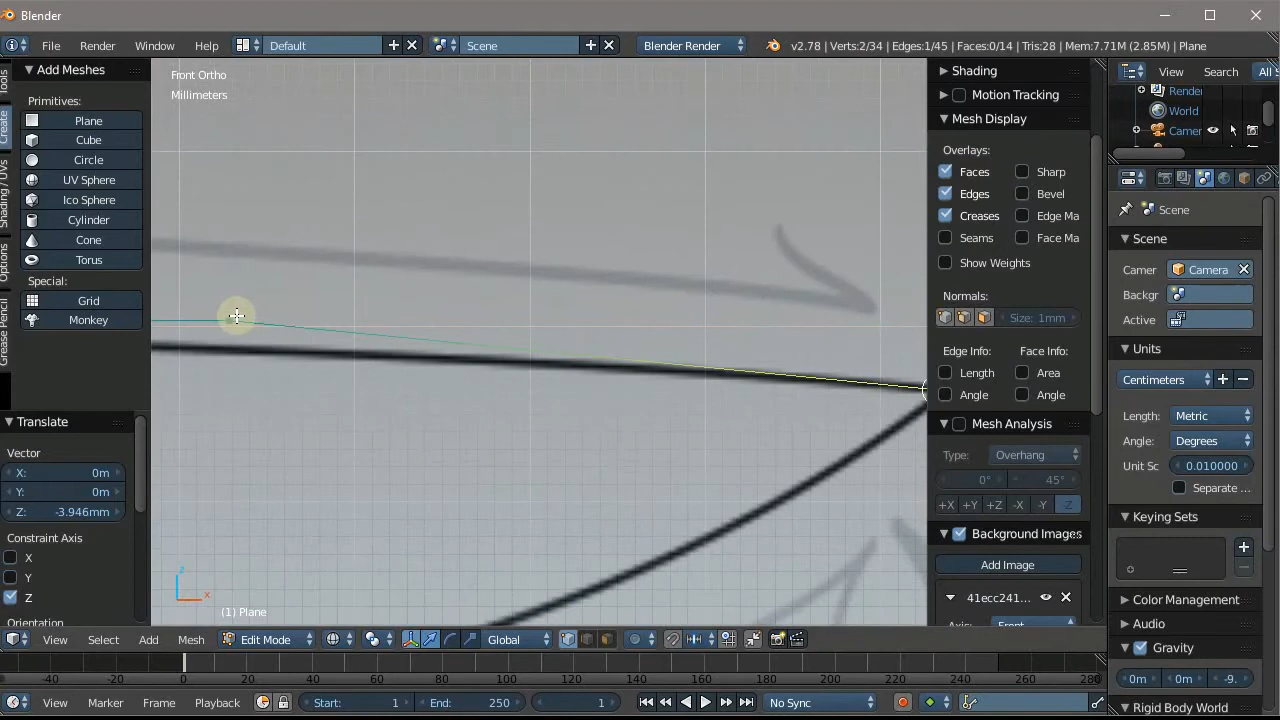 Blender
File Render Window Help Default Scene Blender Render v2.78 | Verts:2/34 | Edges:1/45 | Faces:0/14 | Tris:28 | Mem:7.71M (2.85M) | Plane
Tools
Create
Shading / UVs
Options
Grease Pencil
Add Meshes
Primitives:
Plane
Cube
Circle
UV Sphere
Ico Sphere
Cylinder
Cone
Torus
Special:
Grid
Monkey
Translate
Vector
X: 0m
Y: 0m
Z: -3.946mm
Constraint Axis
X
Y
Z
Orientation
Front Ortho
Millimeters
z
x
(1) Plane
Shading
Motion Tracking
Mesh Display
Overlays:
Faces Sharp
Edges Bevel
Creases Edge Ma
Seams Face Ma
Show Weights
Normals:
Size: 1mm
Edge Info: Face Info:
Length Area
Angle Angle
Mesh Analysis
Type: Overhang
0° 45°
+X +Y +Z -X -Y -Z
Background Images
Add Image
41ecc241...
Axis: Front
View Search All S
Render
World
Camer
Scene
Scene
Camer Camera
Backgr
Active
Units
Centimeters
Length: Metric
Angle: Degrees
Unit Sc 0.010000
Separate ...
Keying Sets
Color Management
Audio
Gravity
0m 0m -9.
Rigid Body World
View Select Add Mesh Edit Mode Global
-40 -20 0 20 40 60 80 100 120 140 160 180 200 220 240 260 280
View Marker Frame Playback Start: 1 End: 250 1 No Sync